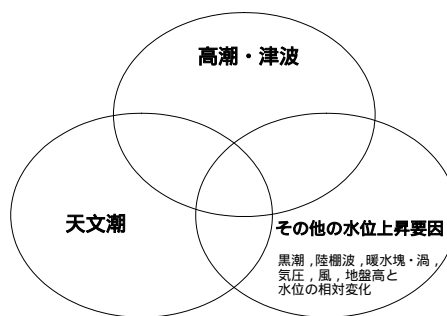 高潮・津波
天文潮
その他の水位上昇要因
黒潮，陸棚波，暖水塊・渦，
気圧，風，地盤高と
水位の相対変化